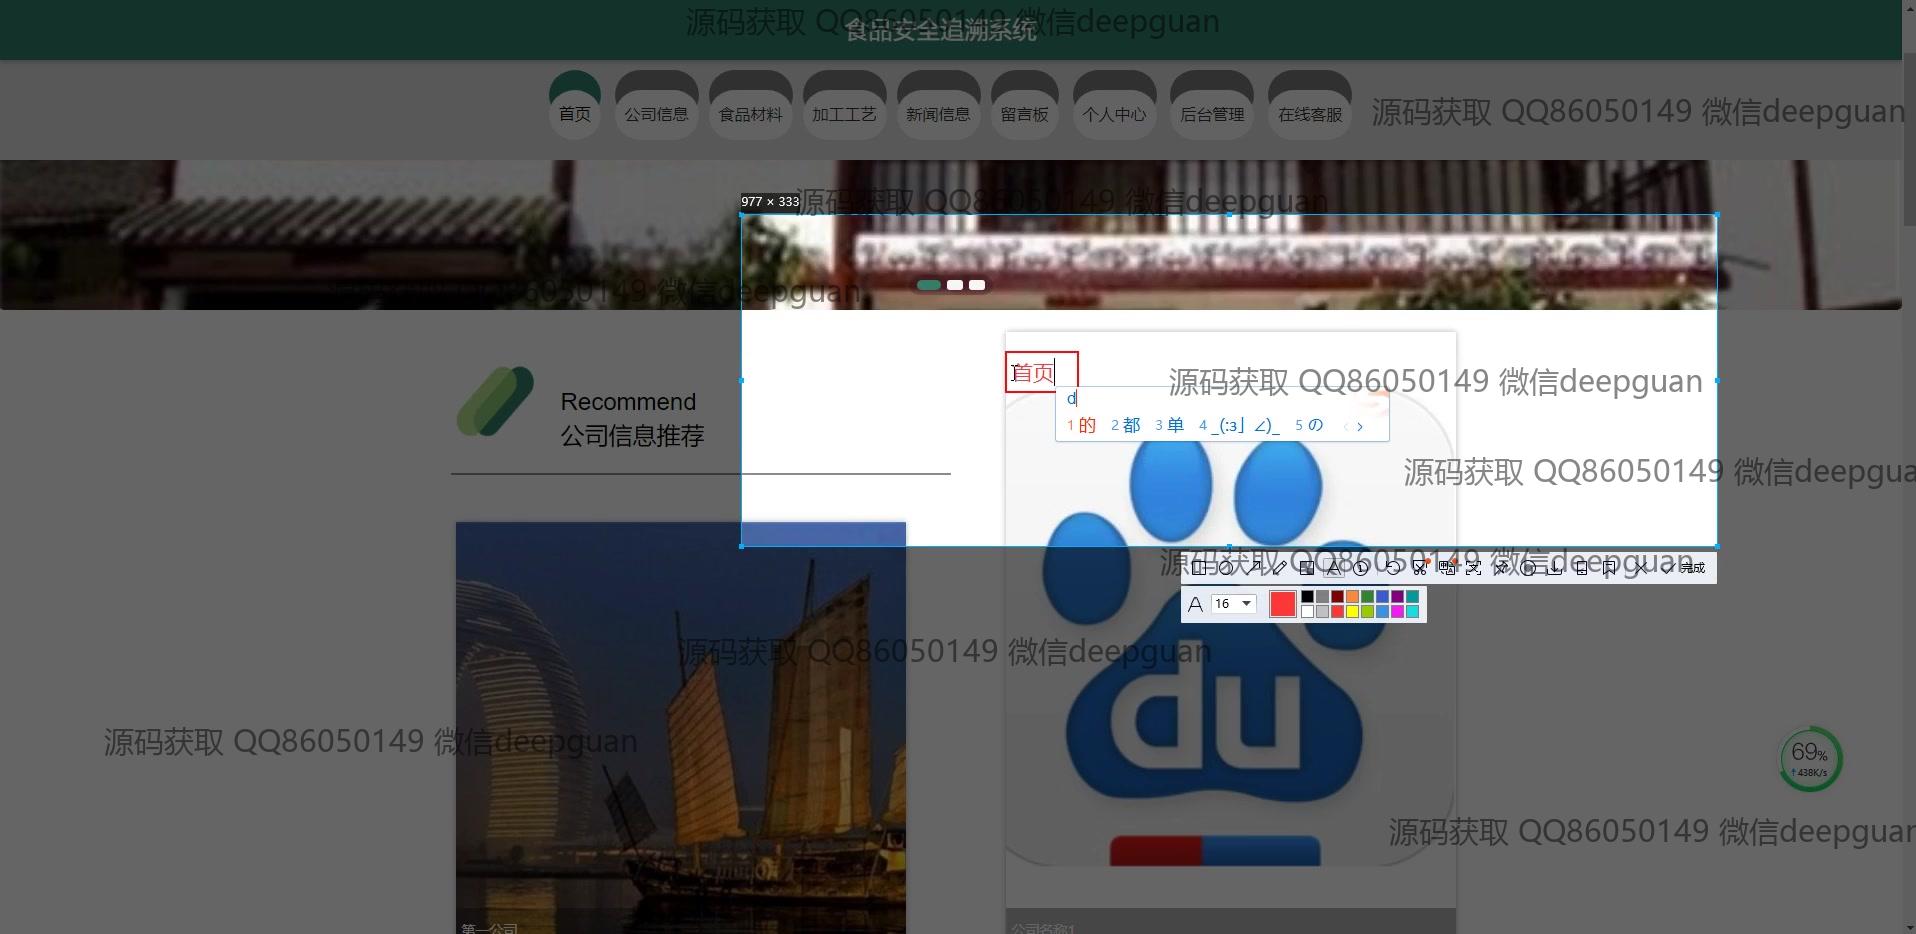 源码获取 QQ86050149 微信deepguan
食品安全追溯系统
首页
公司信息
食品材料
加工工艺
新闻信息
留言板
个人中心
后台管理
在线客服
源码获取 QQ86050149 微信deepguan
977 × 333
源码获取 QQ86050149 微信deepguan
源码获取 QQ86050149 微信deepguan
首页
源码获取 QQ86050149 微信deepguan
Recommend
公司信息推荐
d
1 的 2 都 3 单 4 _(:з」∠)_ 5 の
源码获取 QQ86050149 微信deepgua
源码获取 QQ86050149 微信deepguan
完成
A 16
源码获取 QQ86050149 微信deepguan
du
源码获取 QQ86050149 微信deepguan
69%
↑438K/s
源码获取 QQ86050149 微信deepguan
第一公司
公司名称1